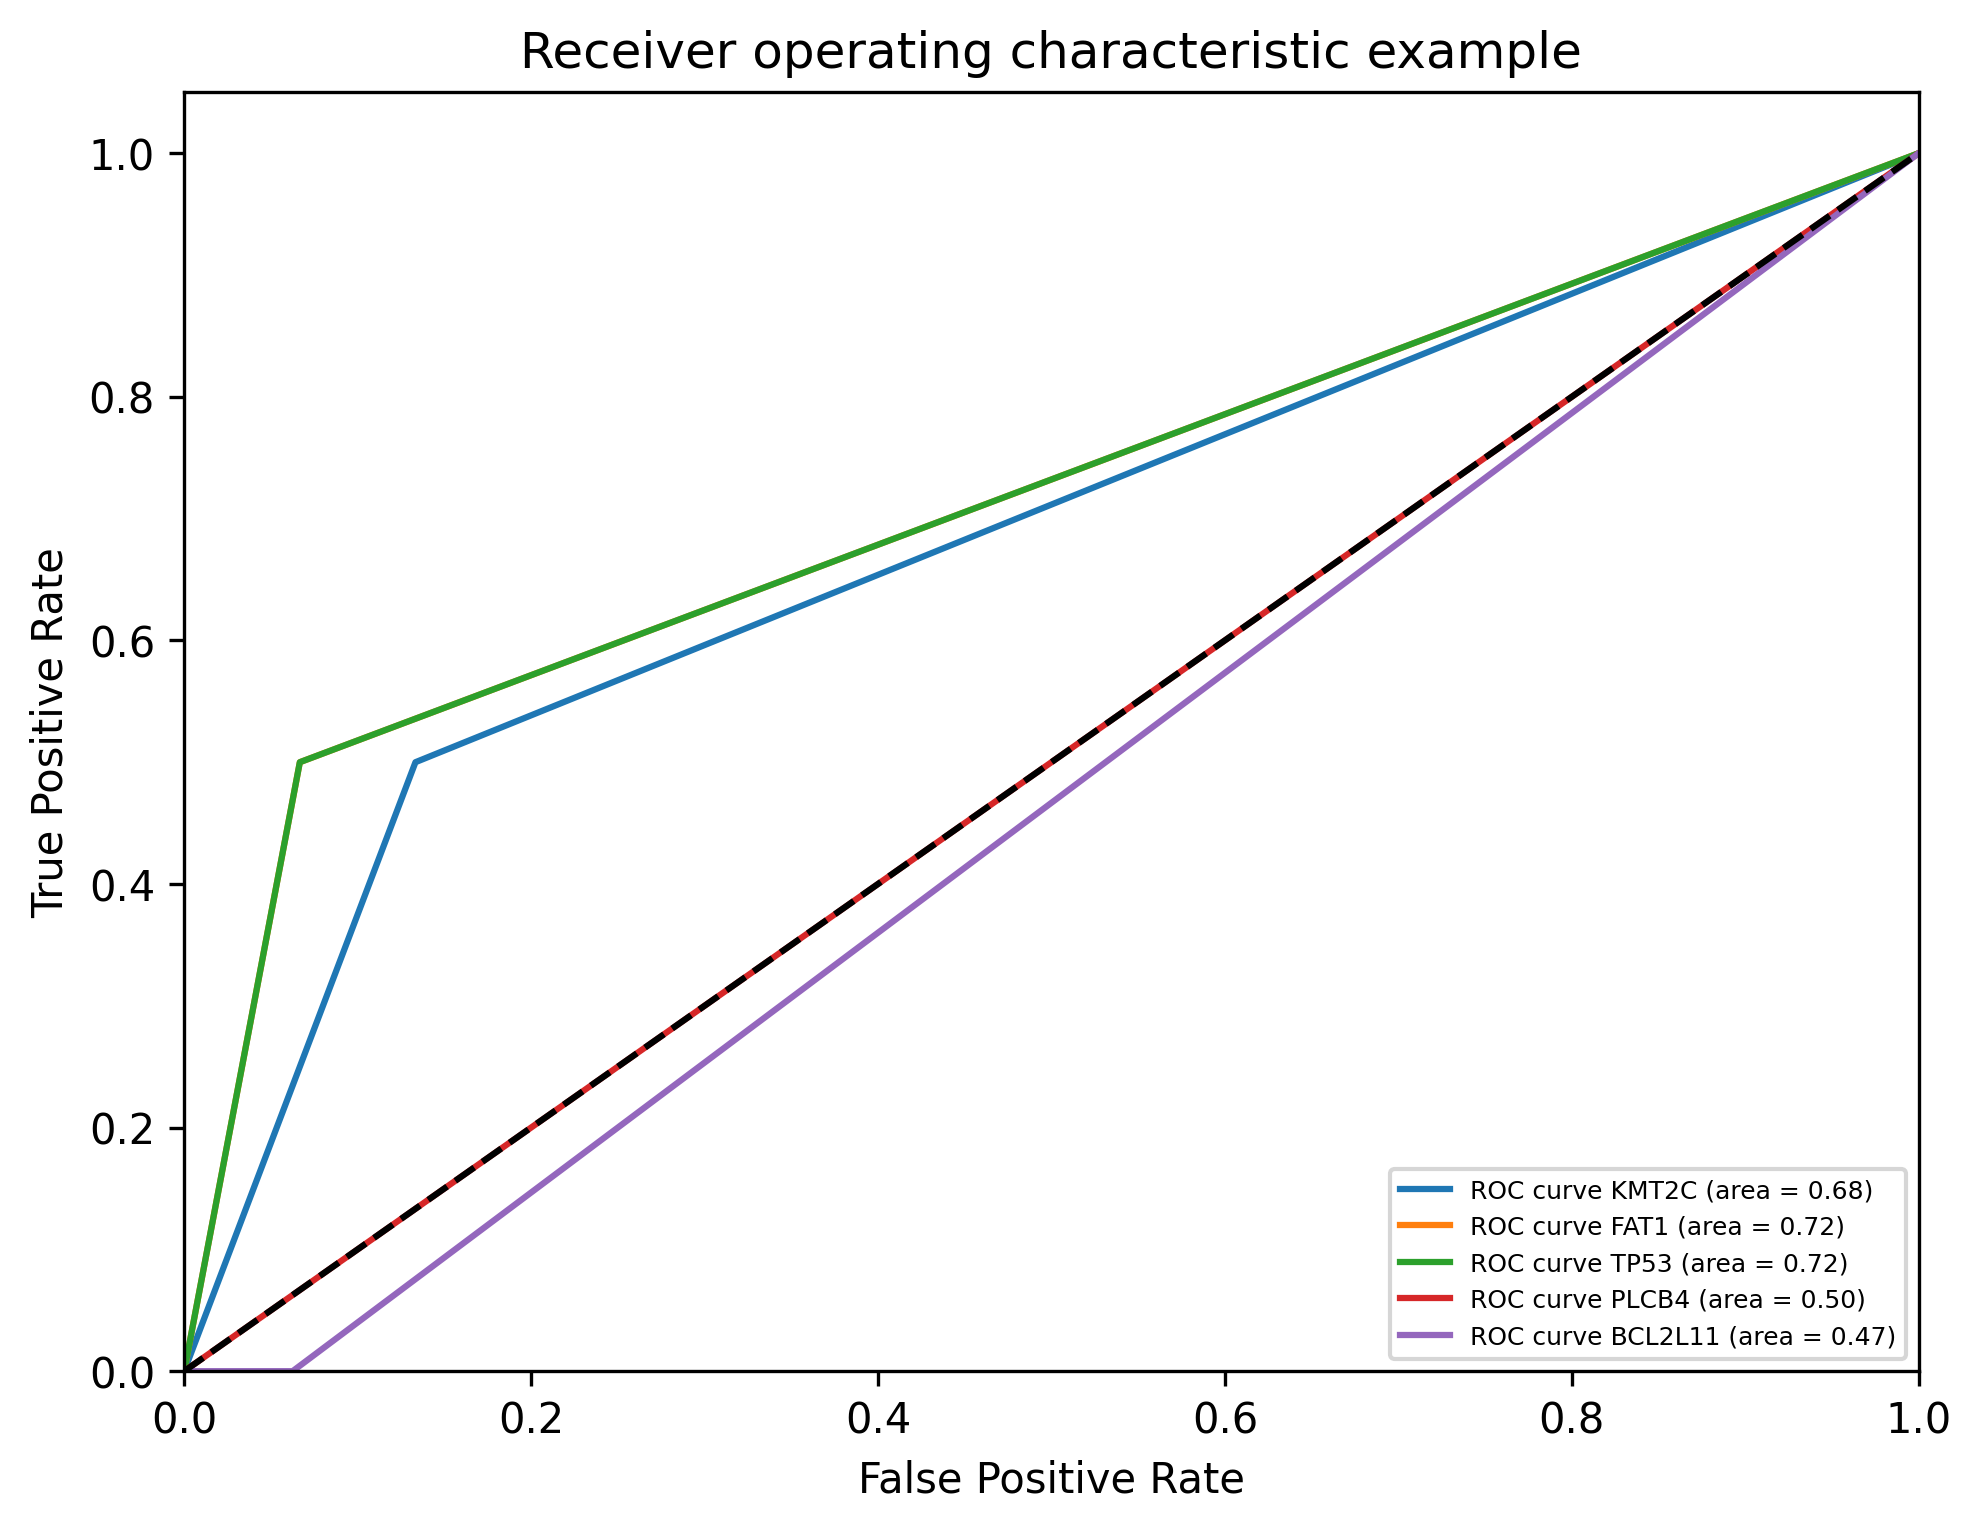 Receiver operating characteristic example
True Positive Rate
1.0
0.8
0.6
0.4
0.2
0.0
ROC curve KMT2C (area = 0.68)
ROC curve FAT1 (area = 0.72)
ROC curve TP53 (area = 0.72)
ROC curve PLCB4 (area = 0.50)
ROC curve BCL2L11 (area = 0.47)
0.0 0.2 0.4 0.6 0.8 1.0
False Positive Rate